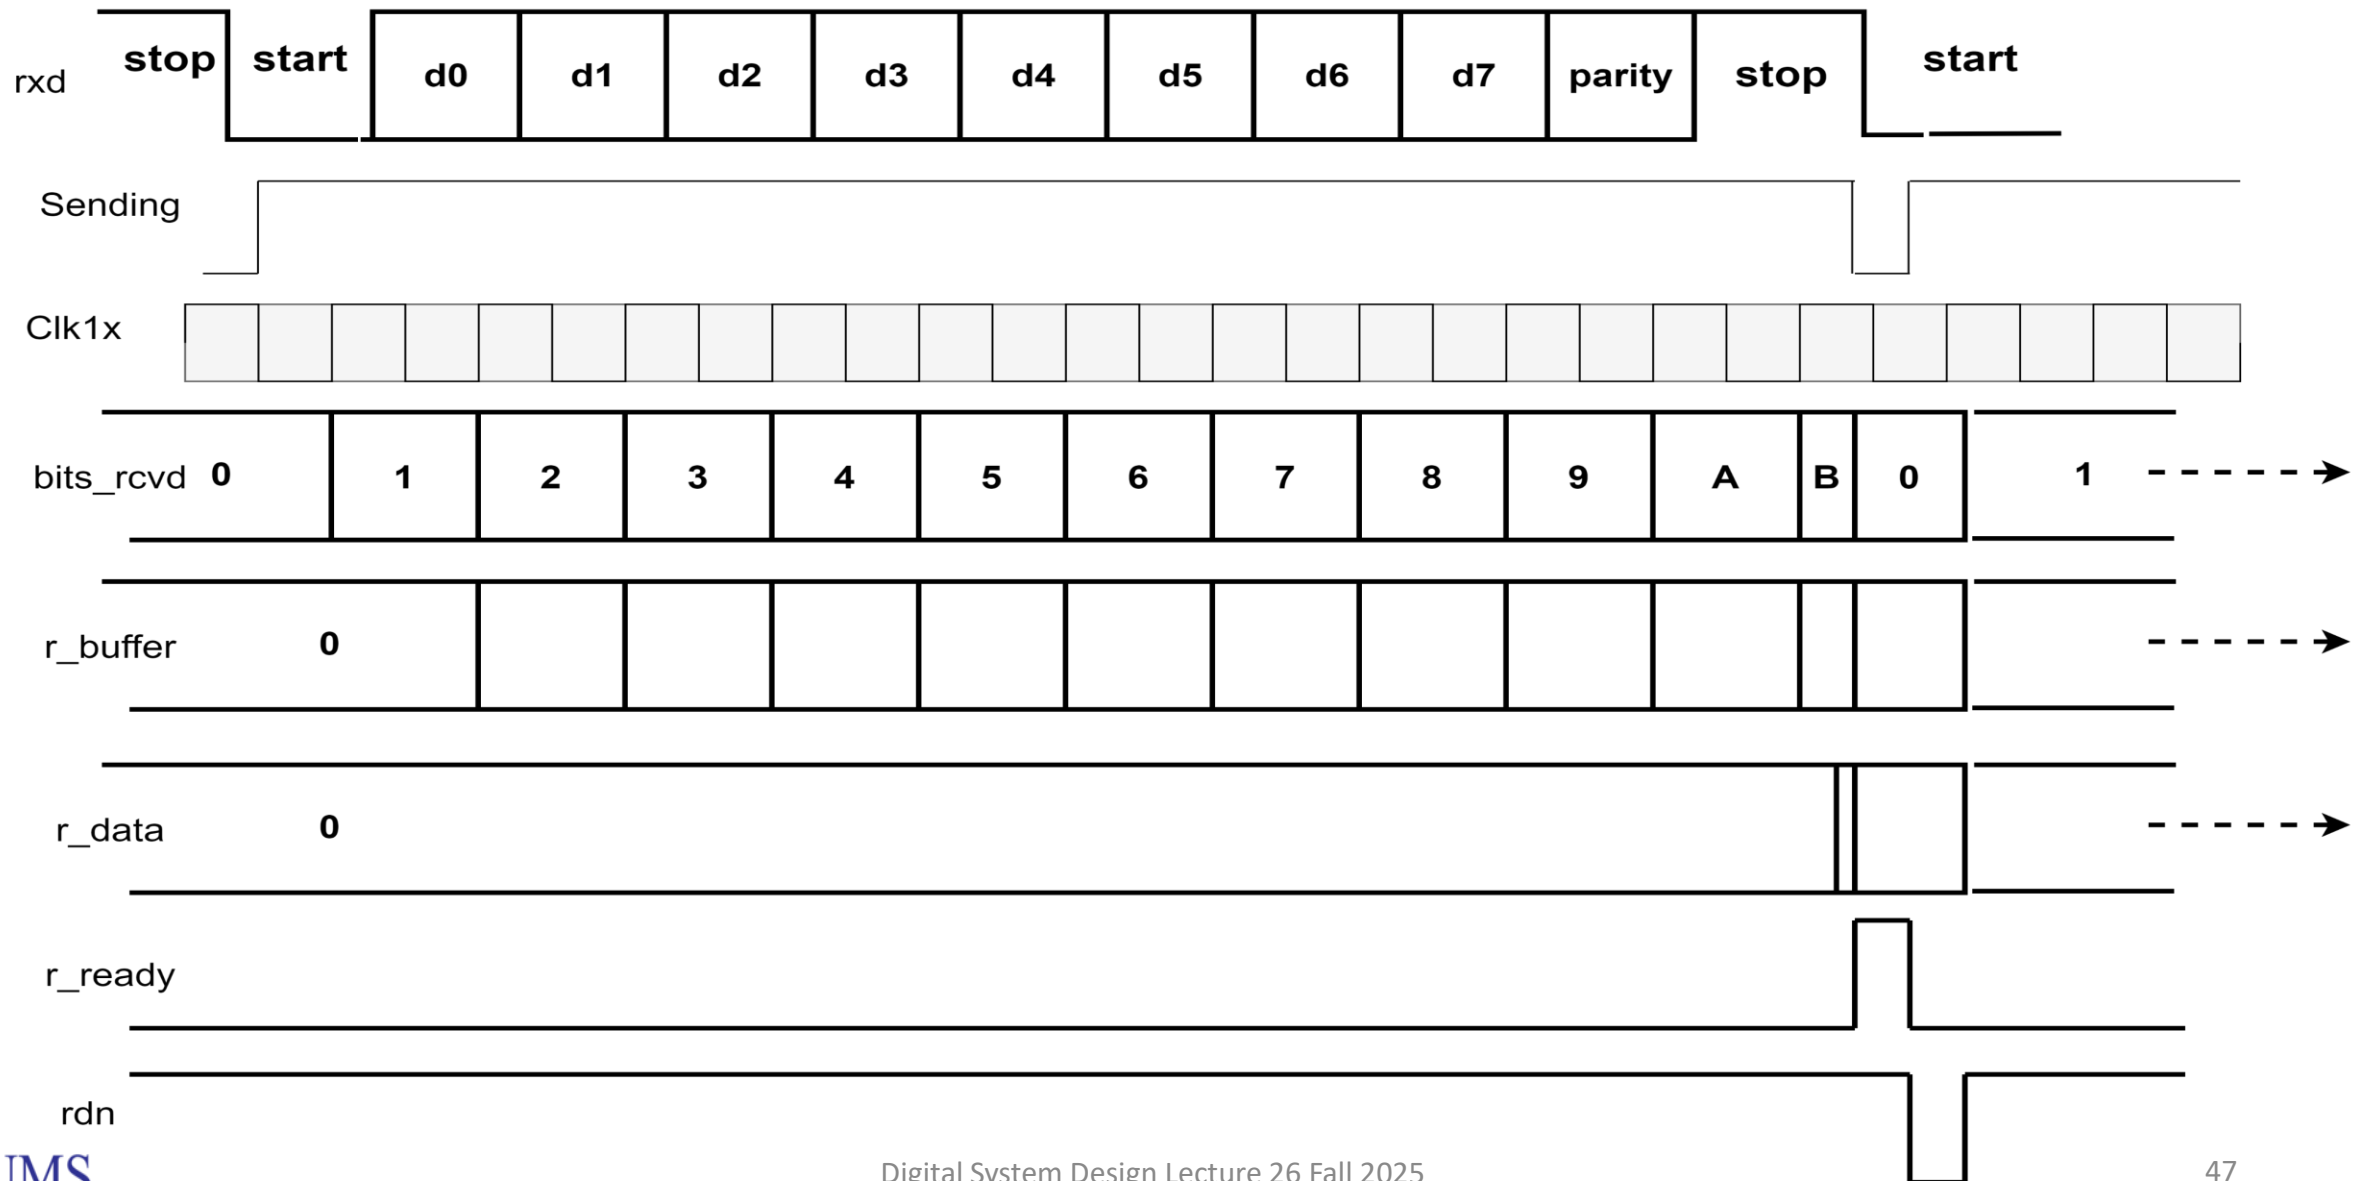 rxd stop start d0 d1 d2 d3 d4 d5 d6 d7 parity stop start
Sending
Clk1x
bits_rcvd 0 1 2 3 4 5 6 7 8 9 A B 0 1
r_buffer 0
r_data 0
r_ready
rdn
Digital System Design Lecture 26 Fall 2025 47